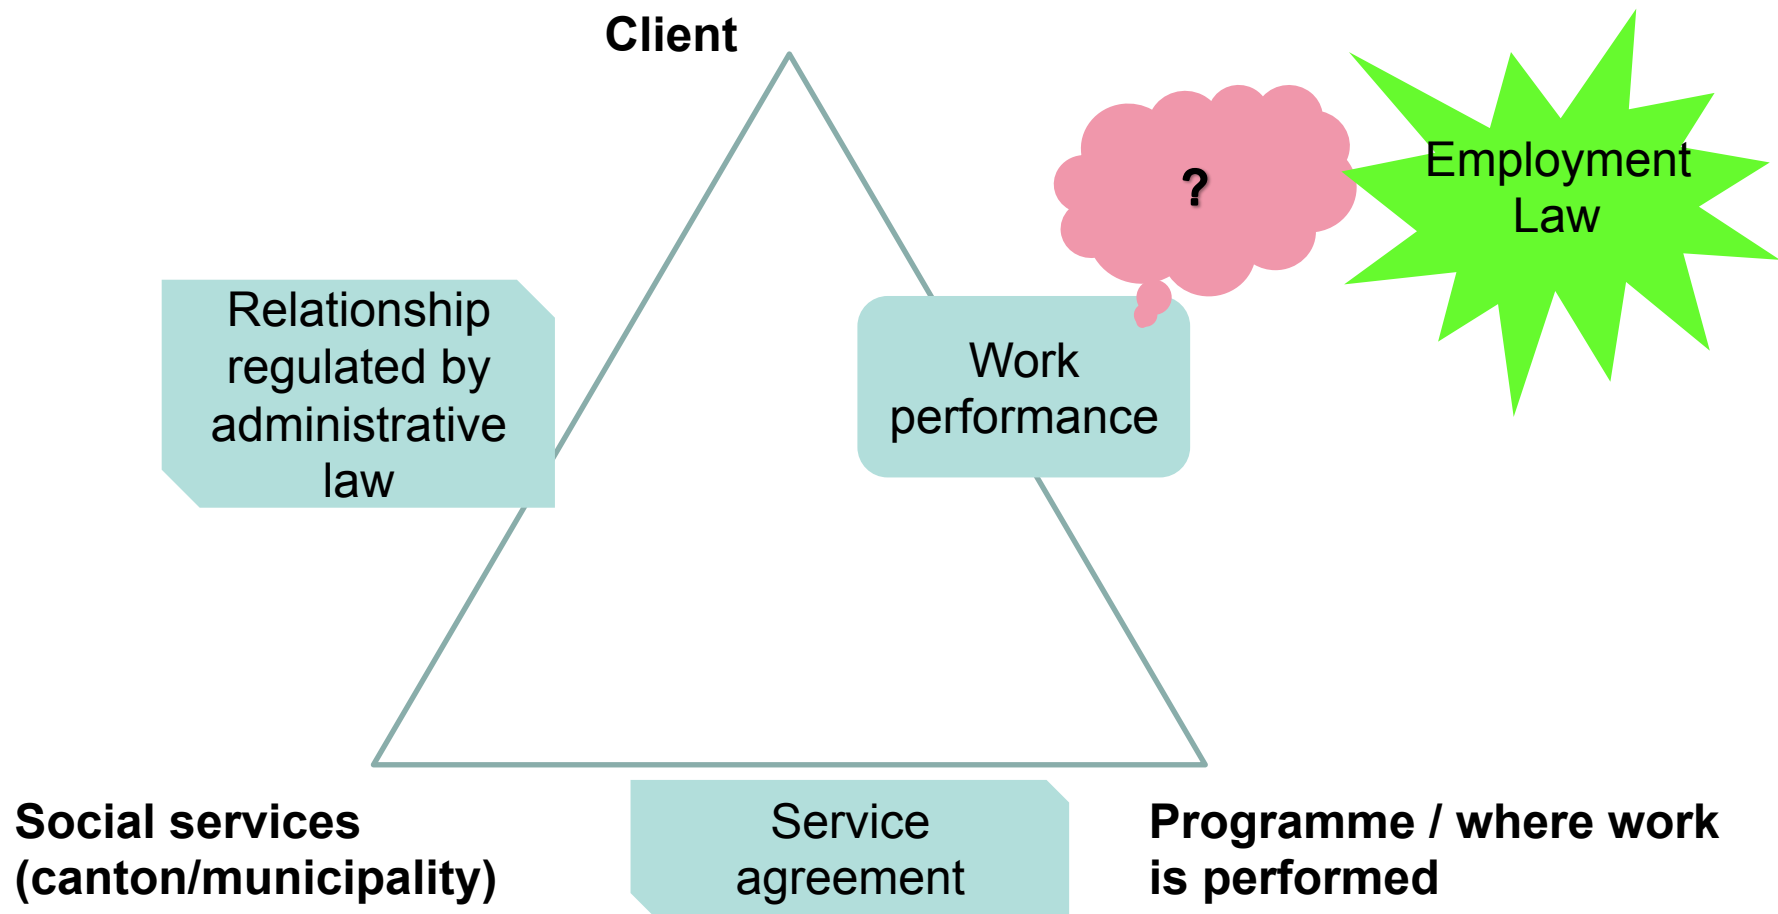 Client
?
Employment
Law
Relationship
regulated by
administrative
law
Work
performance
Social services
(canton/municipality)
Service
agreement
Programme / where work
is performed